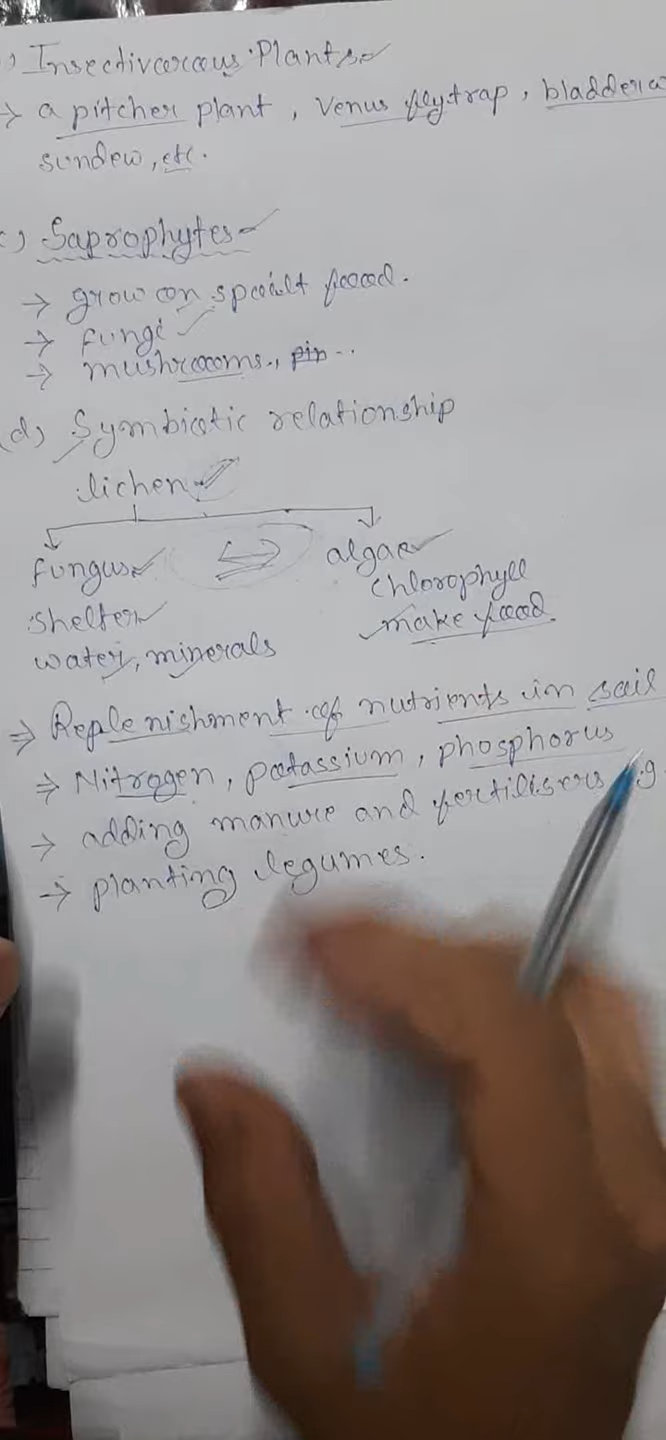 ) Insectivorous Plants
→ a pitcher plant, Venus flytrap, bladderw
sundew, etc.
c) Saprophytes
→ grow on spoilt food.
→ fungi
→ mushrooms.,
(d) Symbiotic relationship
lichen
fungus ⇔ algae
chlorophyll
shelter
make food.
water, minerals
⇒ Replenishment of nutrients in soil
⇒ Nitrogen, potassium, phosphorus
→ adding manure and fertilisers
→ planting legumes.